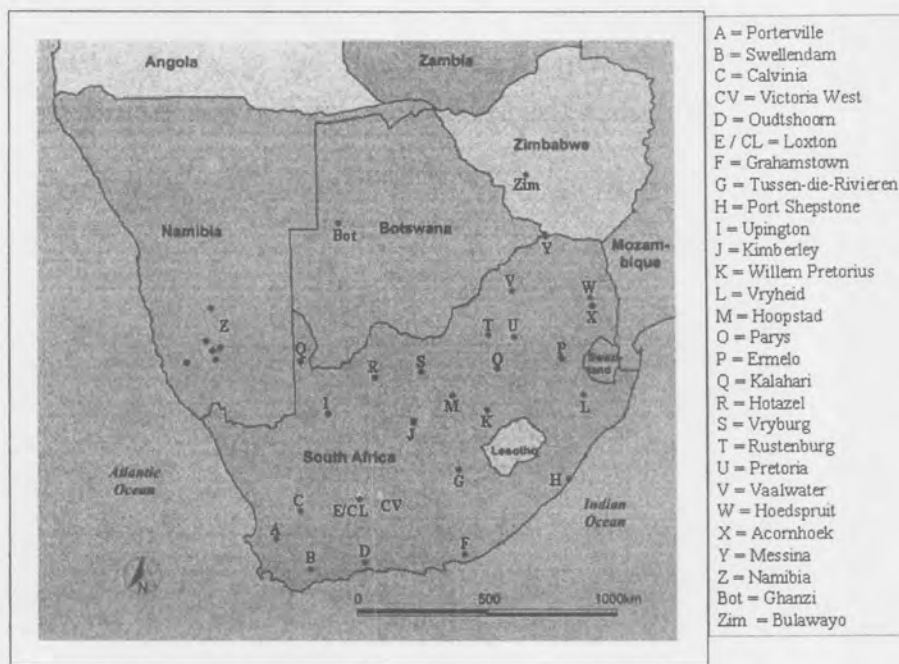 Angola
Zambia
Zimbabwe
Zim
Namibia
Bot
Botswana
Y
Mozam-
bique
V
W
X
Z
T
U
Q
R
S
Q
P
Swazi-
land
I
M
K
L
J
Lesotho
South Africa
G
H
Atlantic
Ocean
Indian
Ocean
C
E/CL
CV
A
B
D
F
N
0
500
1000km
A = Porterville
B = Swellendam
C = Calvinia
CV = Victoria West
D = Oudtshoorn
E / CL = Loxton
F = Grahamstown
G = Tussen-die-Rivieren
H = Port Shepstone
I = Upington
J = Kimberley
K = Willem Pretorius
L = Vryheid
M = Hoopstad
O = Parys
P = Ermelo
Q = Kalahari
R = Hotazel
S = Vryburg
T = Rustenburg
U = Pretoria
V = Vaalwater
W = Hoedspruit
X = Acornhoek
Y = Messina
Z = Namibia
Bot = Ghanzi
Zim = Bulawayo